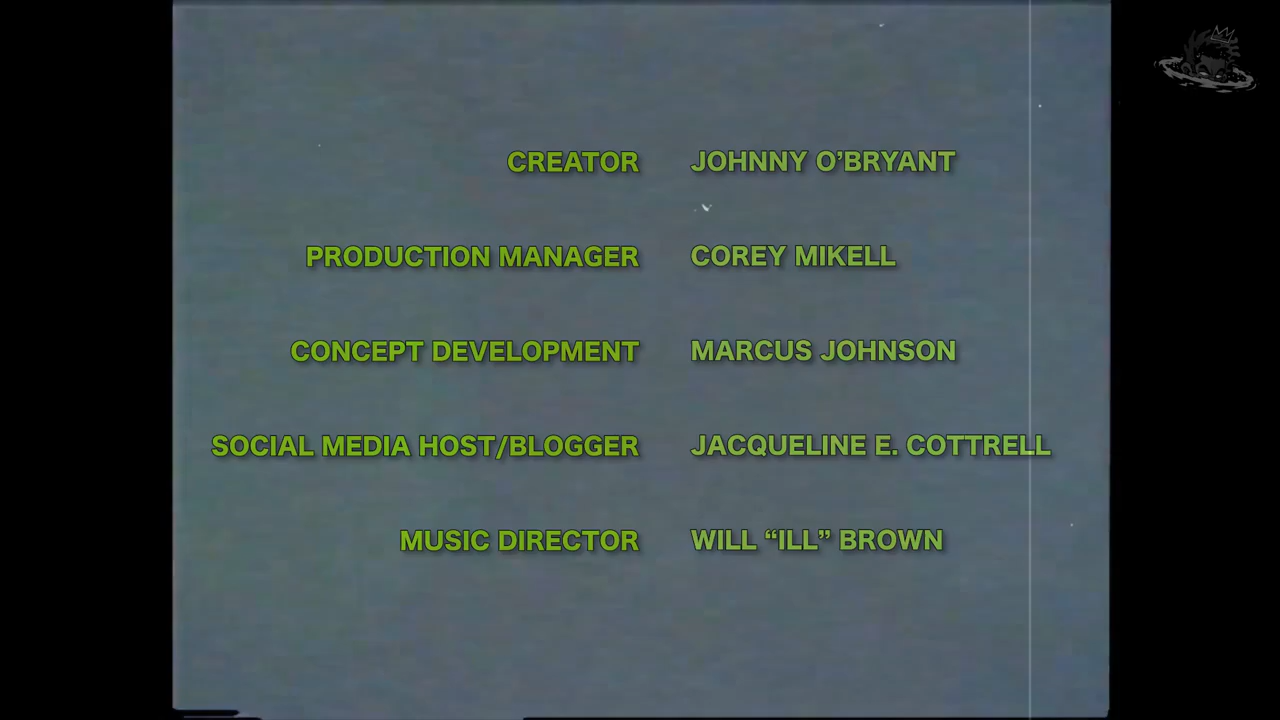 CREATOR JOHNNY O’BRYANT
PRODUCTION MANAGER COREY MIKELL
CONCEPT DEVELOPMENT MARCUS JOHNSON
SOCIAL MEDIA HOST/BLOGGER JACQUELINE E. COTTRELL
MUSIC DIRECTOR WILL “ILL” BROWN